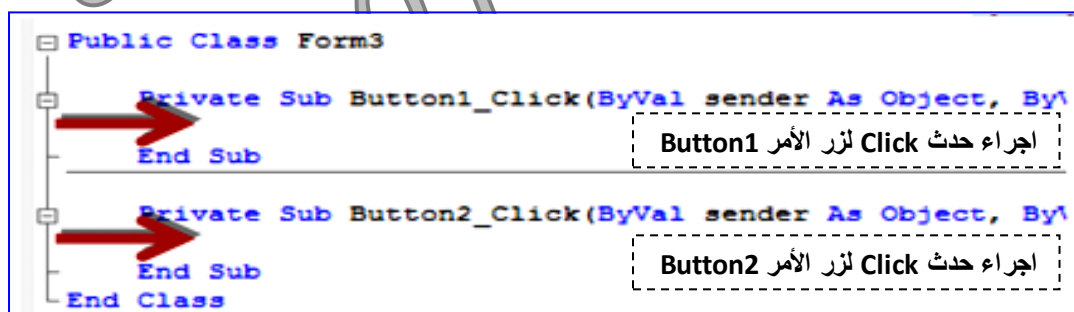 Public Class Form3
Private Sub Button1_Click(ByVal sender As Object, By
اجراء حدث Click لزر الأمر Button1
End Sub
Private Sub Button2_Click(ByVal sender As Object, By
اجراء حدث Click لزر الأمر Button2
End Sub
End Class